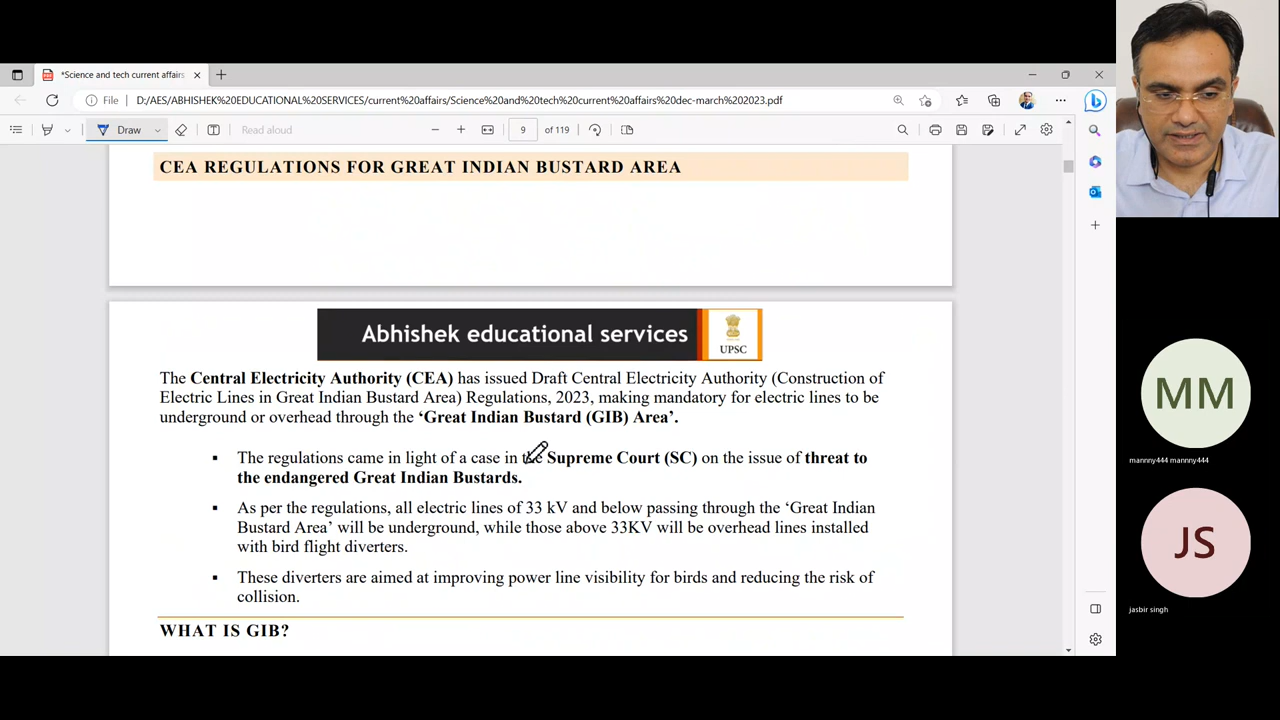 *Science and tech current affairs
File
D:/AES/ABHISHEK%20EDUCATIONAL%20SERVICES/current%20affairs/Science%20and%20tech%20current%20affairs%20dec-march%202023.pdf
Draw
Read aloud
9 of 119
CEA REGULATIONS FOR GREAT INDIAN BUSTARD AREA
Abhishek educational services
UPSC
The Central Electricity Authority (CEA) has issued Draft Central Electricity Authority (Construction of
Electric Lines in Great Indian Bustard Area) Regulations, 2023, making mandatory for electric lines to be
underground or overhead through the ‘Great Indian Bustard (GIB) Area’.
▪ The regulations came in light of a case in the Supreme Court (SC) on the issue of threat to
the endangered Great Indian Bustards.
▪ As per the regulations, all electric lines of 33 kV and below passing through the ‘Great Indian
Bustard Area’ will be underground, while those above 33KV will be overhead lines installed
with bird flight diverters.
▪ These diverters are aimed at improving power line visibility for birds and reducing the risk of
collision.
WHAT IS GIB?
MM
mannny444 mannny444
JS
jasbir singh